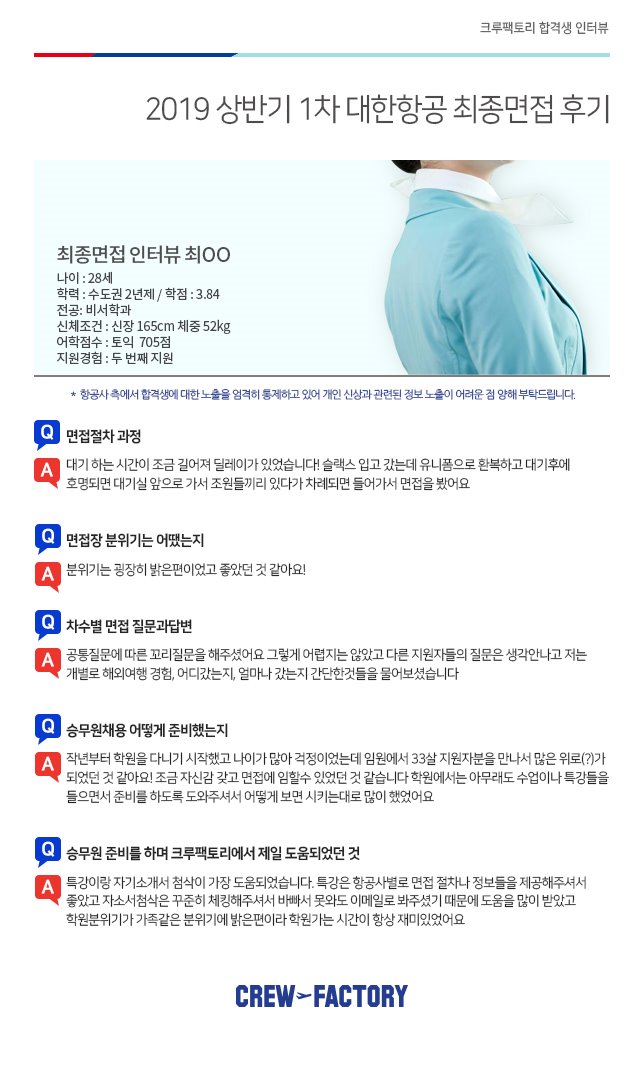 크루팩토리 합격생 인터뷰
2019 상반기 1차 대한항공 최종면접 후기
최종면접 인터뷰 최OO
나이 : 28세
학력 : 수도권 2년제 / 학점 : 3.84
전공: 비서학과
신체조건 : 신장 165cm 체중 52kg
어학점수 : 토익 705점
지원경험 : 두 번째 지원
* 항공사 측에서 합격생에 대한 노출을 엄격히 통제하고 있어 개인 신상과 관련된 정보 노출이 어려운 점 양해 부탁드립니다.
Q 면접절차 과정
A 대기 하는 시간이 조금 길어져 딜레이가 있었습니다! 슬랙스 입고 갔는데 유니폼으로 환복하고 대기후에
호명되면 대기실 앞으로 가서 조원들끼리 있다가 차례되면 들어가서 면접을 봤어요
Q 면접장 분위기는 어땠는지
A 분위기는 굉장히 밝은편이었고 좋았던 것 같아요!
Q 차수별 면접 질문과답변
A 공통질문에 따른 꼬리질문을 해주셨어요 그렇게 어렵지는 않았고 다른 지원자들의 질문은 생각안나고 저는
개별로 해외여행 경험, 어디갔는지, 얼마나 갔는지 간단한것들을 물어보셨습니다
Q 승무원채용 어떻게 준비했는지
A 작년부터 학원을 다니기 시작했고 나이가 많아 걱정이었는데 임원에서 33살 지원자분을 만나서 많은 위로(?)가
되었던 것 같아요! 조금 자신감 갖고 면접에 임할수 있었던 것 같습니다 학원에서는 아무래도 수업이나 특강들을
들으면서 준비를 하도록 도와주셔서 어떻게 보면 시키는대로 많이 했었어요
Q 승무원 준비를 하며 크루팩토리에서 제일 도움되었던 것
A 특강이랑 자기소개서 첨삭이 가장 도움되었습니다. 특강은 항공사별로 면접 절차나 정보들을 제공해주셔서
좋았고 자소서첨삭은 꾸준히 체킹해주셔서 바빠서 못와도 이메일로 봐주셨기 때문에 도움을 많이 받았고
학원분위기가 가족같은 분위기에 밝은편이라 학원가는 시간이 항상 재미있었어요
CREW FACTORY